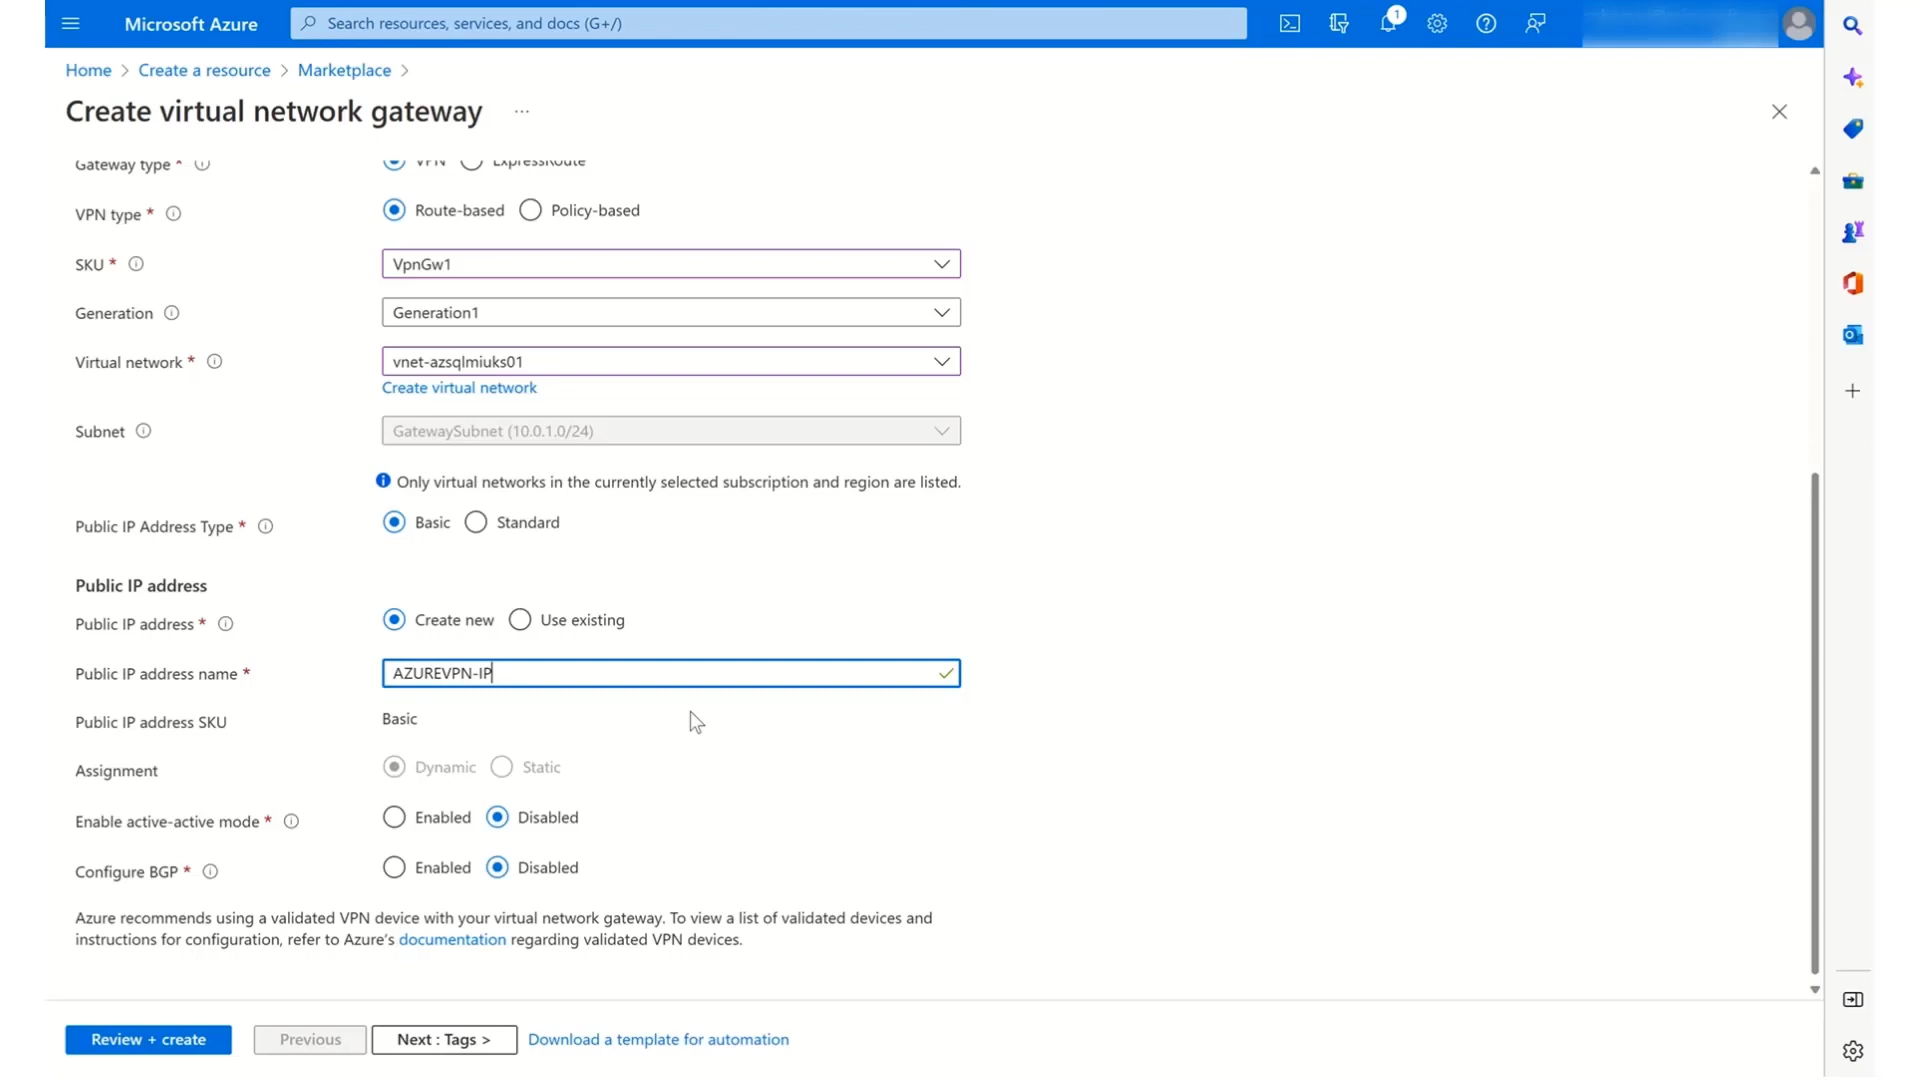 Microsoft Azure
Search resources, services, and docs (G+/)
1
Home > Create a resource > Marketplace >
Create virtual network gateway ...
Gateway type * VPN ExpressRoute
VPN type * Route-based Policy-based
SKU * VpnGw1
Generation Generation1
Virtual network * vnet-azsqlmiuks01
Create virtual network
Subnet GatewaySubnet (10.0.1.0/24)
Only virtual networks in the currently selected subscription and region are listed.
Public IP Address Type * Basic Standard
Public IP address
Public IP address * Create new Use existing
Public IP address name * AZUREVPN-IP
Public IP address SKU Basic
Assignment Dynamic Static
Enable active-active mode * Enabled Disabled
Configure BGP * Enabled Disabled
Azure recommends using a validated VPN device with your virtual network gateway. To view a list of validated devices and
instructions for configuration, refer to Azure's documentation regarding validated VPN devices.
Review + create Previous Next : Tags > Download a template for automation